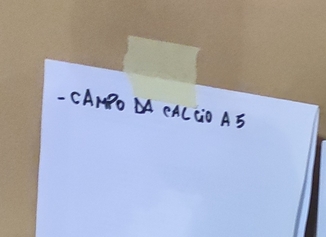 - CAMPO DA CALCIO A 5